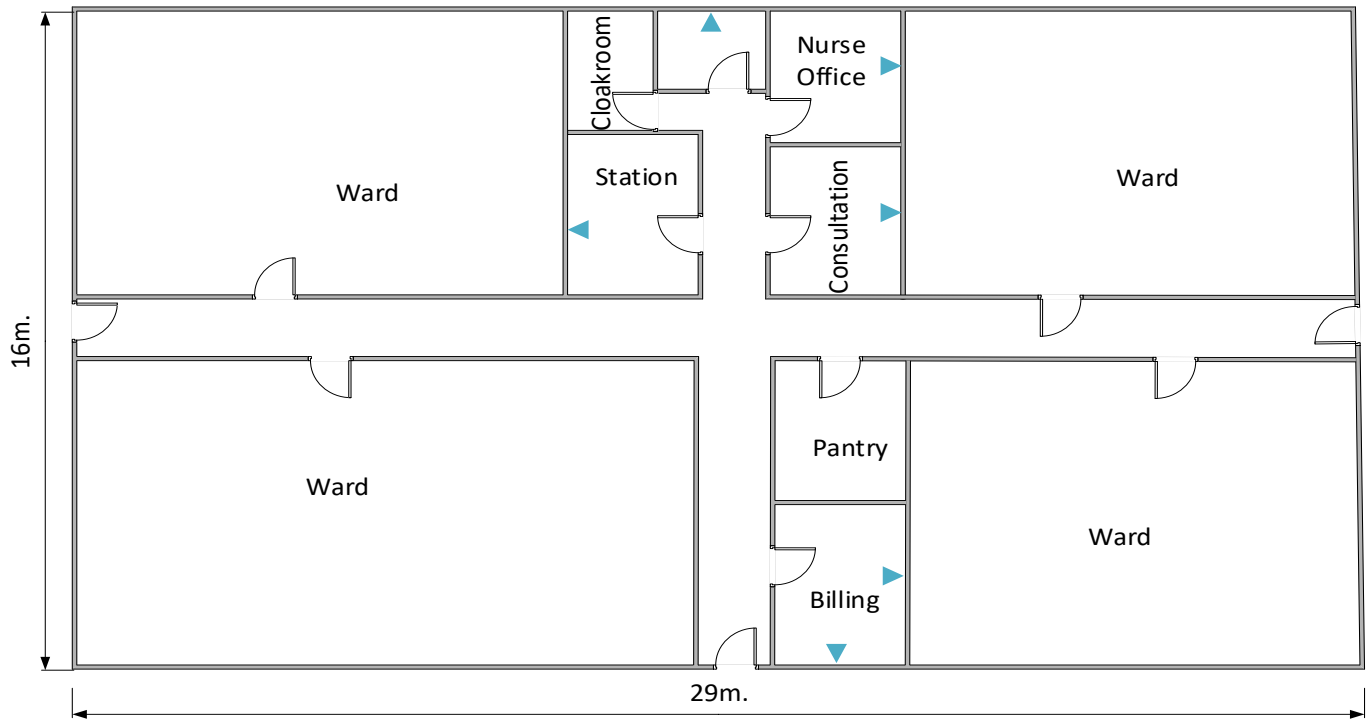 Cloakroom
Nurse
Office
Station
Consultation
Ward
Ward
16m.
Pantry
Ward
Ward
Billing
29m.